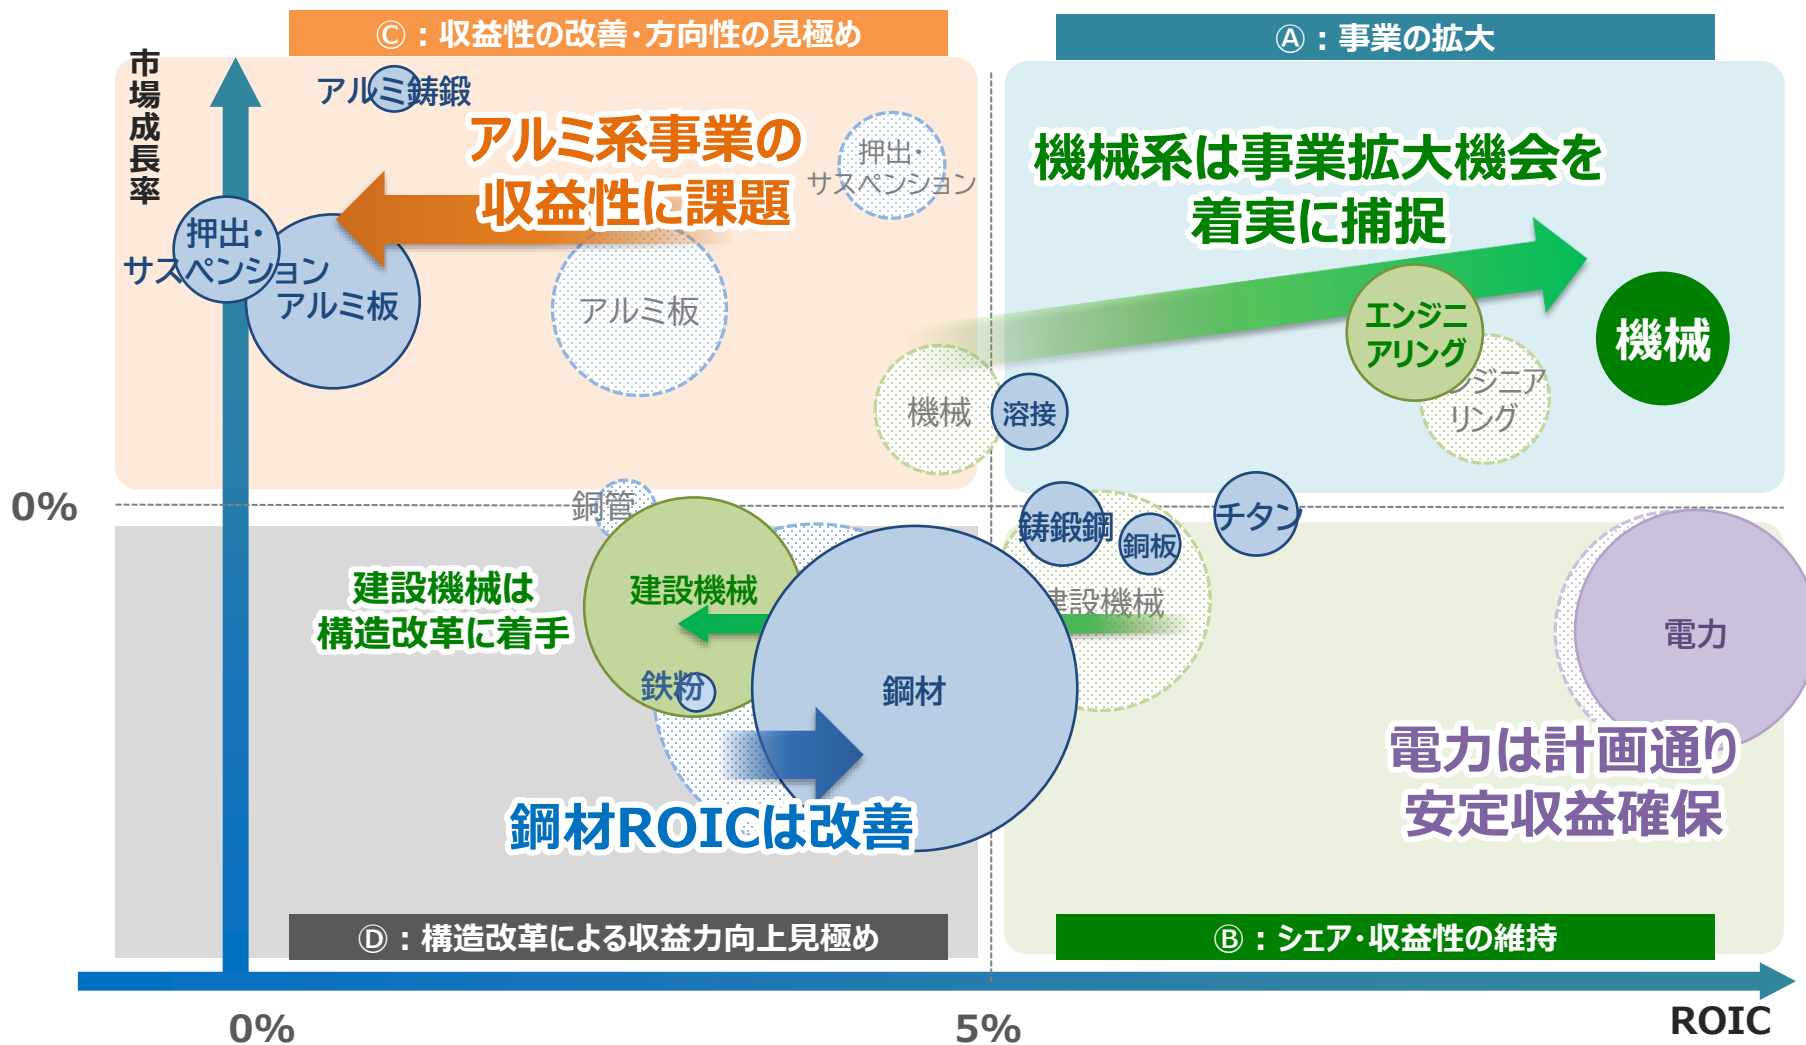 Ⓒ：収益性の改善･方向性の見極め
Ⓐ：事業の拡大
市場成長率
アルミ鋳鍛
アルミ系事業の
収益性に課題
押出･
サスペンション
機械系は事業拡大機会を
着実に捕捉
押出･
サスペンション
アルミ板
アルミ板
エンジニ
アリング
機械
ンジニア
リング
機械
溶接
0%
銅管
鋳鍛鋼
銅板
チタン
建設機械は
構造改革に着手
建設機械
建設機械
電力
鉄粉
鋼材
電力は計画通り
安定収益確保
鋼材ROICは改善
Ⓓ：構造改革による収益力向上見極め
Ⓑ：シェア･収益性の維持
0%
5%
ROIC